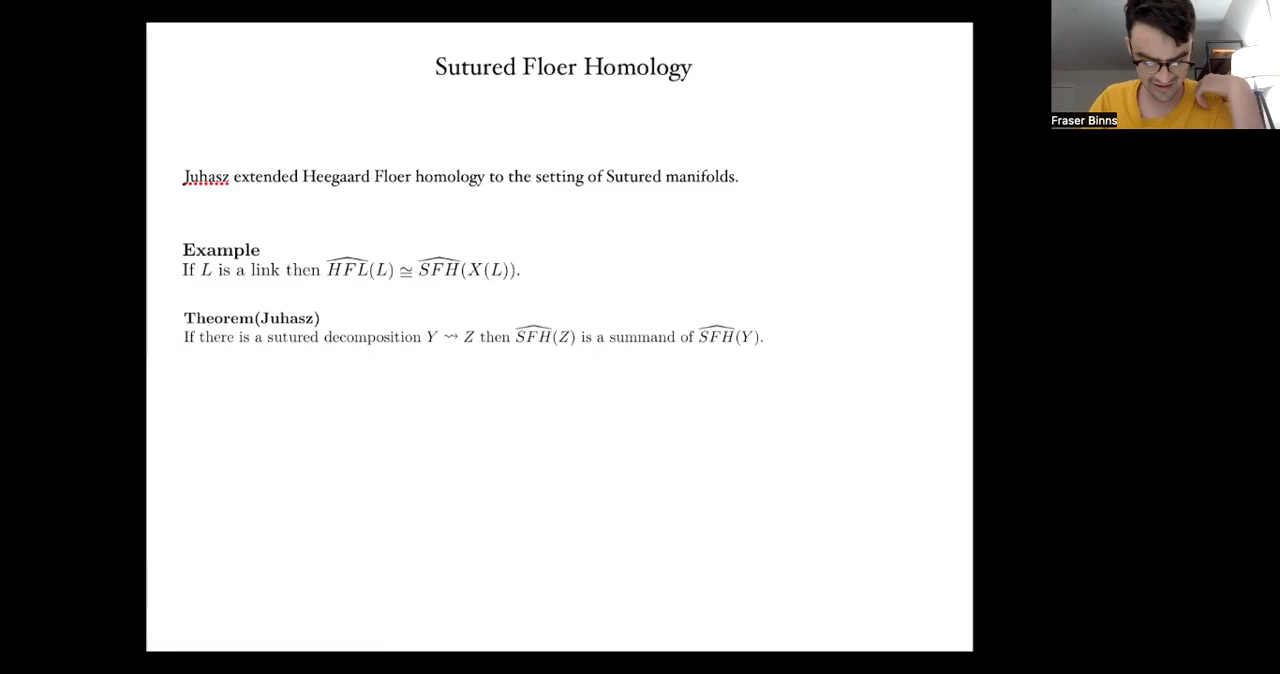 Sutured Floer Homology
Fraser Binns
Juhasz extended Heegaard Floer homology to the setting of Sutured manifolds.
Example
If L is a link then $\widehat{HFL}(L) \cong \widehat{SFH}(X(L))$.
Theorem(Juhasz)
If there is a sutured decomposition $Y \rightsquigarrow Z$ then $\widehat{SFH}(Z)$ is a summand of $\widehat{SFH}(Y)$.